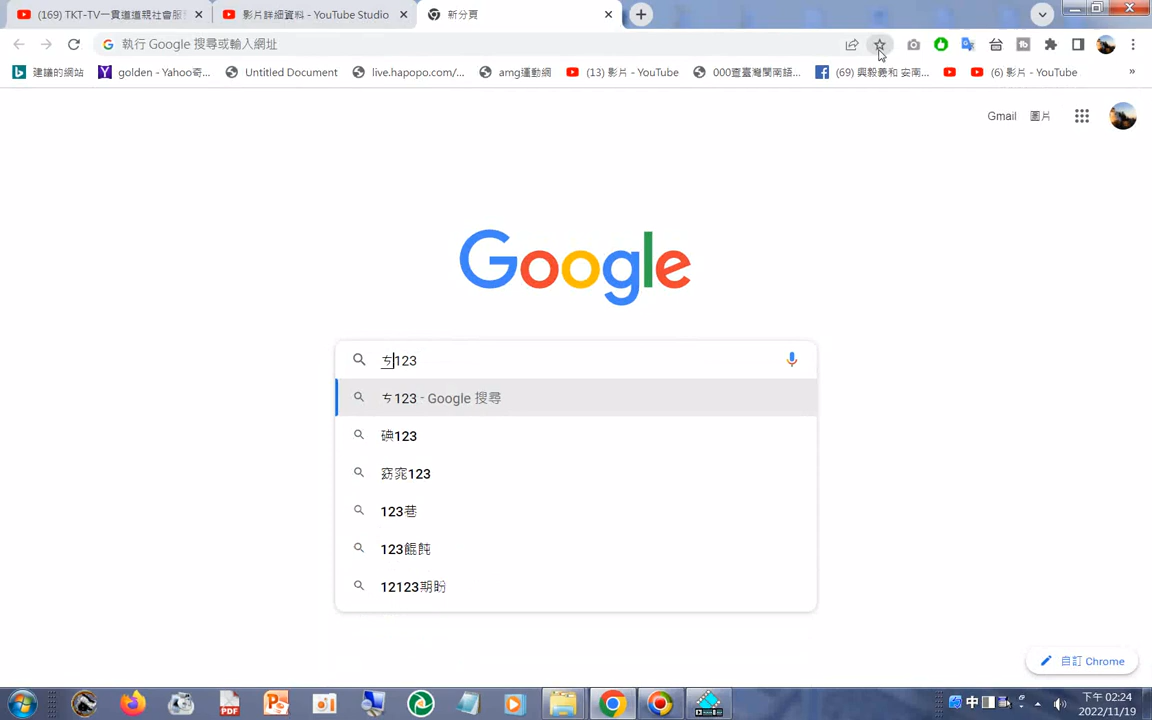 (169) TKT-TV一貫道道親社會服
影片詳細資料 - YouTube Studio
新分頁
執行 Google 搜尋或輸入網址
建議的網站
golden - Yahoo奇...
Untitled Document
live.hapopo.com/...
amg運動網
(13) 影片 - YouTube
000查臺灣閩南語...
(69) 興毅義和 安南...
(6) 影片 - YouTube
»
Gmail
圖片
Google
ㄘ123
ㄘ123 - Google 搜尋
碘123
窈窕123
123巷
123餛飩
12123期盼
自訂 Chrome
中
下午 02:24
2022/11/19